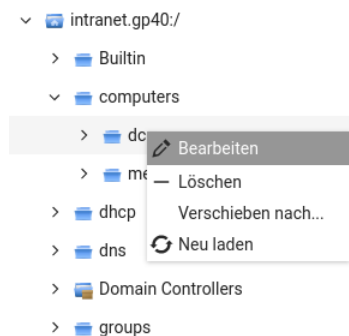 intranet.gp40:/
Builtin
computers
dc
Bearbeiten
me
Löschen
Verschieben nach...
dhcp
Neu laden
dns
Domain Controllers
groups